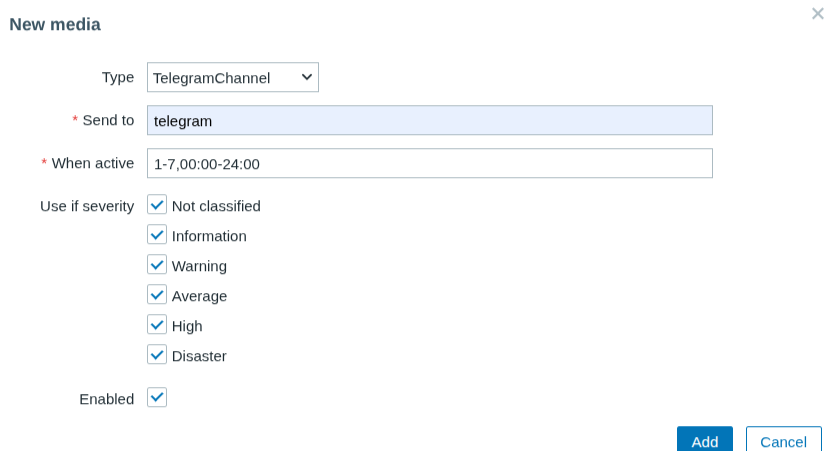 New media
Type TelegramChannel
* Send to telegram
* When active 1-7,00:00-24:00
Use if severity Not classified
Information
Warning
Average
High
Disaster
Enabled
Add Cancel